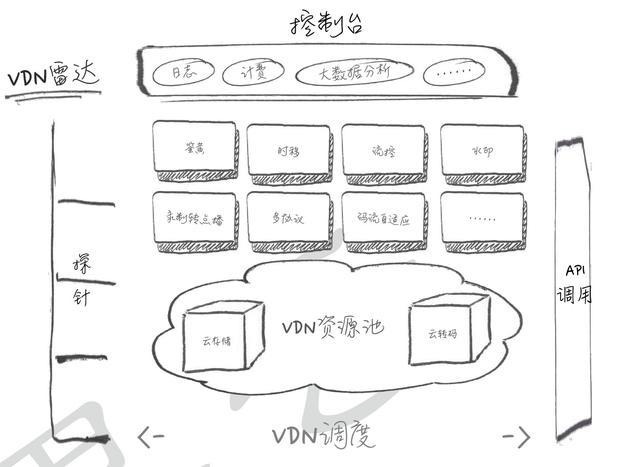 控制台
VDN雷达
日志
计费
大数据分析
......
鉴黄
时移
流控
水印
录制转点播
多协议
码流自适应
......
探
针
VDN资源池
云存储
云转码
API
调用
VDN调度